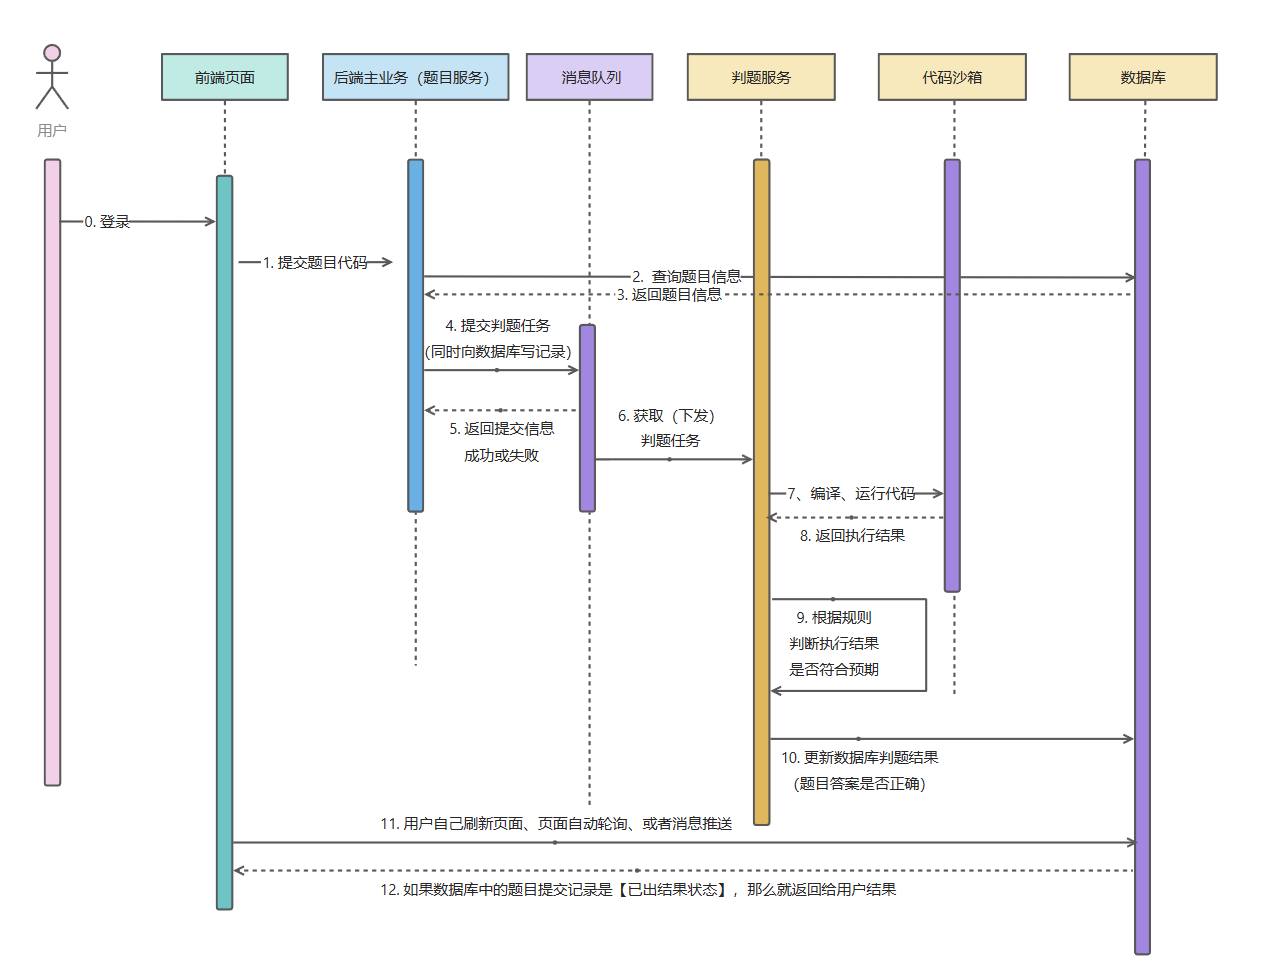 前端页面
后端主业务（题目服务）
消息队列
判题服务
代码沙箱
数据库
用户
0. 登录
1. 提交题目代码
2. 查询题目信息
3. 返回题目信息
4. 提交判题任务
（同时向数据库写记录）
5. 返回提交信息
成功或失败
6. 获取（下发）
判题任务
7、编译、运行代码
8. 返回执行结果
9. 根据规则
判断执行结果
是否符合预期
10. 更新数据库判题结果
（题目答案是否正确）
11. 用户自己刷新页面、页面自动轮询、或者消息推送
12. 如果数据库中的题目提交记录是【已出结果状态】，那么就返回给用户结果